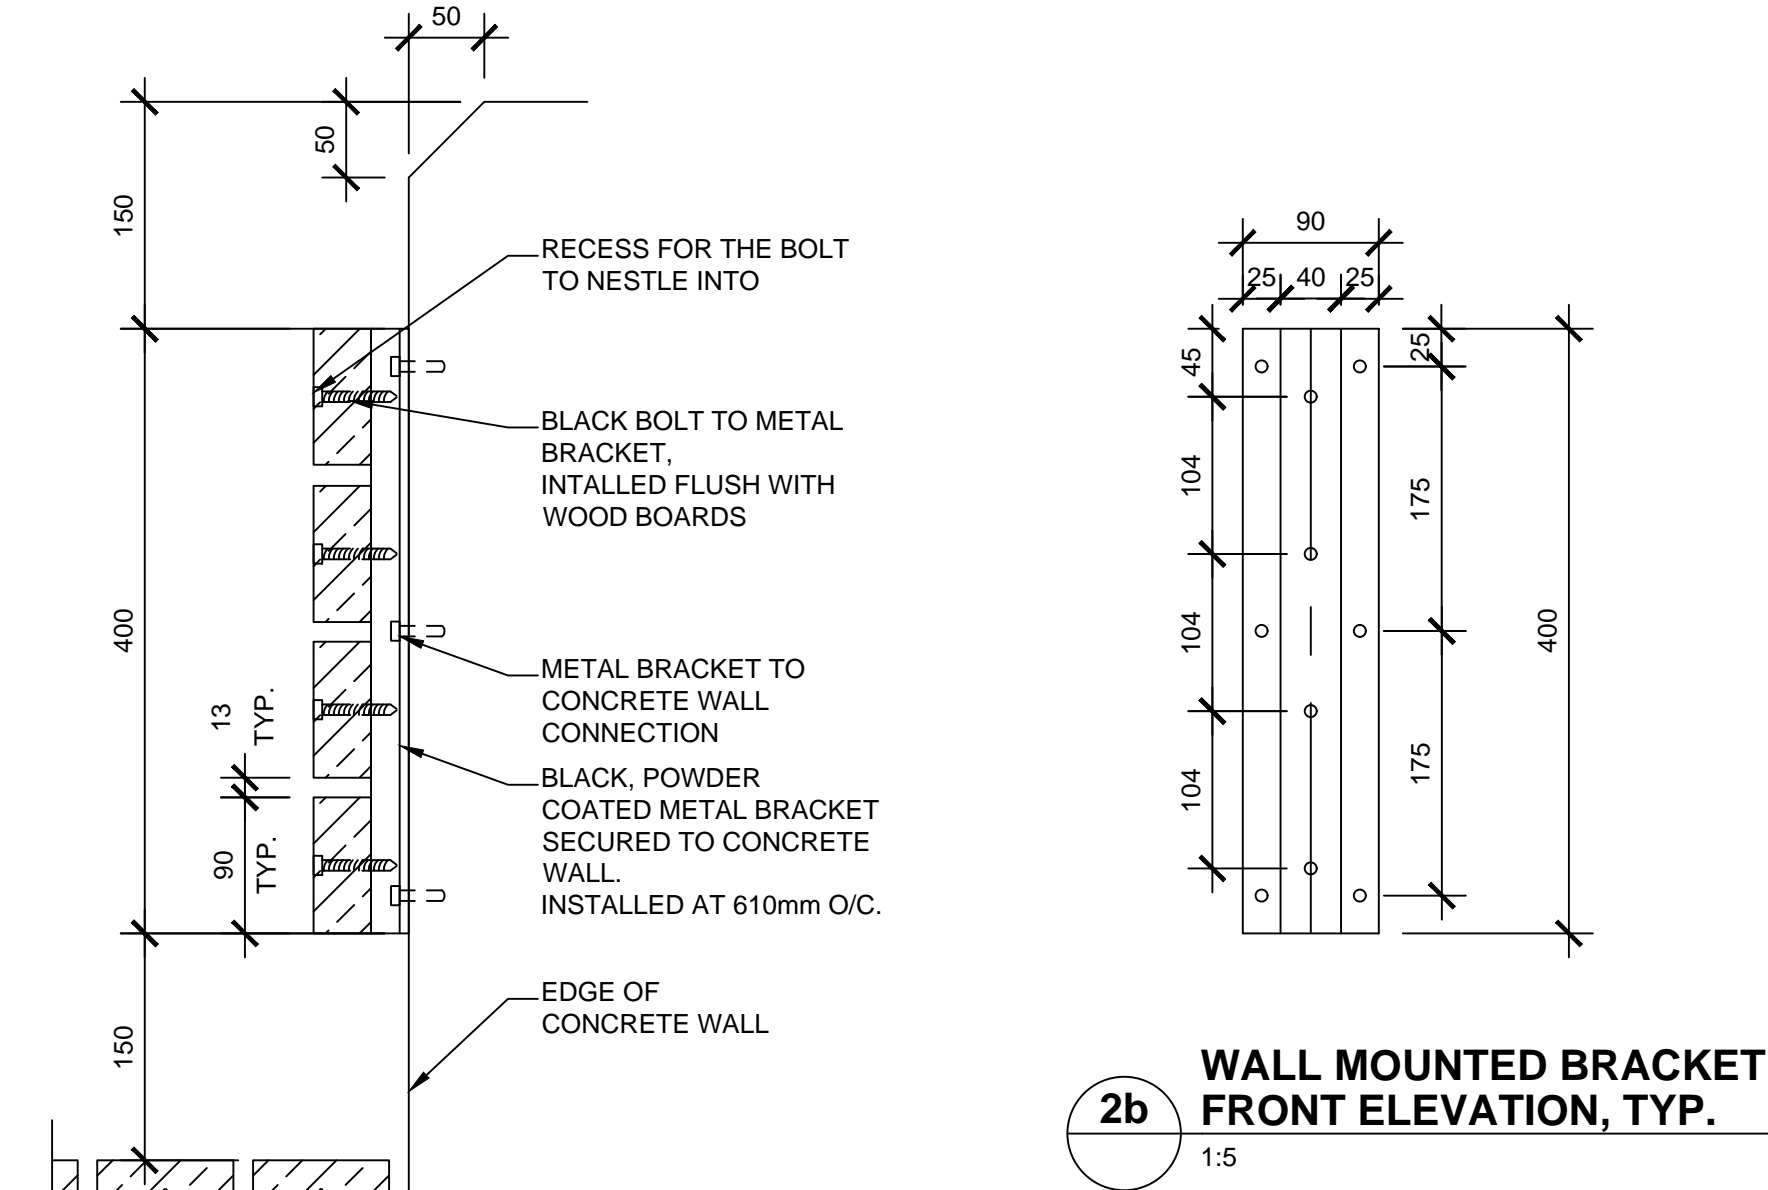 50
50
150
RECESS FOR THE BOLT
TO NESTLE INTO
BLACK BOLT TO METAL
BRACKET,
INTALLED FLUSH WITH
WOOD BOARDS
400
METAL BRACKET TO
CONCRETE WALL
CONNECTION
13
TYP.
BLACK, POWDER
COATED METAL BRACKET
SECURED TO CONCRETE
WALL.
INSTALLED AT 610mm O/C.
90
TYP.
EDGE OF
CONCRETE WALL
150
90
25 40 25
45
25
104
175
104
400
104
175
2b
WALL MOUNTED BRACKET
FRONT ELEVATION, TYP.
1:5